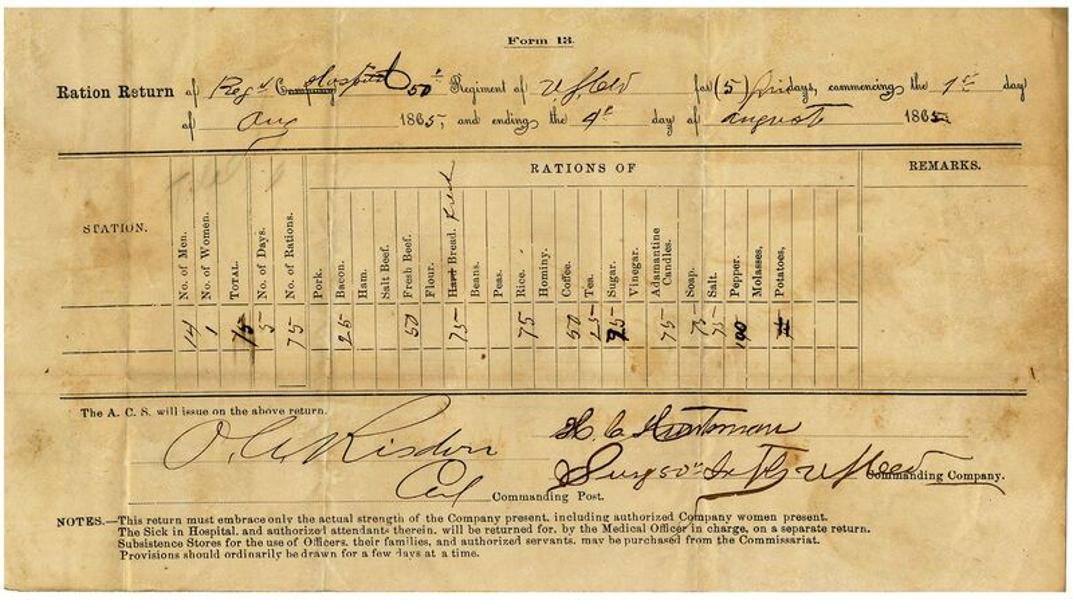 Form 13.
Ration Return of Reg'l Company Hospital 50th Regiment of for (5) days, commencing the 1st day
of Aug 1865, and ending the 4th day of august 1865
RATIONS OF
REMARKS.
STATION.
No. of Men.
No. of Women.
TOTAL.
No. of Days.
No. of Rations.
Pork.
Bacon.
Ham.
Salt Beef.
Fresh Beef.
Flour.
Hard Bread. Fresh
Beans.
Peas.
Rice.
Hominy.
Coffee.
Tea.
Sugar.
Vinegar.
Adamantine Candles.
Soap.
Salt.
Pepper.
Molasses,
Potatoes,
14 1 15 5 75 25 50 75 75 50 25 75 75 75
The A. C. S. will issue on the above return.
O. A. Risdon
H. C. Huntsman
Col Commanding Post.
Surg 50th Commanding Company.
NOTES.—This return must embrace only the actual strength of the Company present, including authorized Company women present.
The Sick in Hospital, and authorized attendants therein, will be returned for, by the Medical Officer in charge, on a separate return.
Subsistence Stores for the use of Officers, their families, and authorized servants, may be purchased from the Commissariat.
Provisions should ordinarily be drawn for a few days at a time.